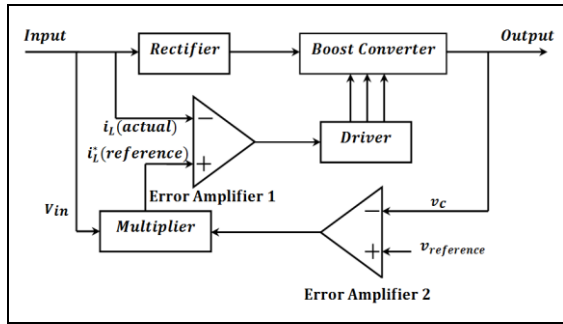 Input
Output
Rectifier
Boost Converter
i_L(actual)
−
i_L^*(reference)
+
Driver
Error Amplifier 1
V_in
Multiplier
v_C
−
+
v_reference
Error Amplifier 2